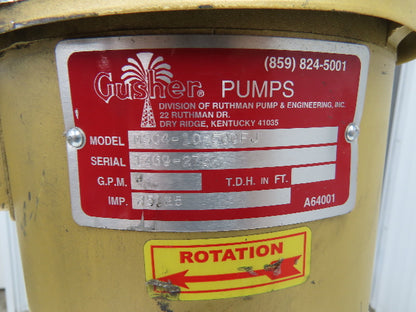 (859) 824-5001
Gusher PUMPS
DIVISION OF RUTHMAN PUMP & ENGINEERING, INC.
22 RUTHMAN DR.
DRY RIDGE, KENTUCKY 41035
MODEL
SERIAL
G.P.M. T.D.H. IN FT.
IMP. A64001
ROTATION